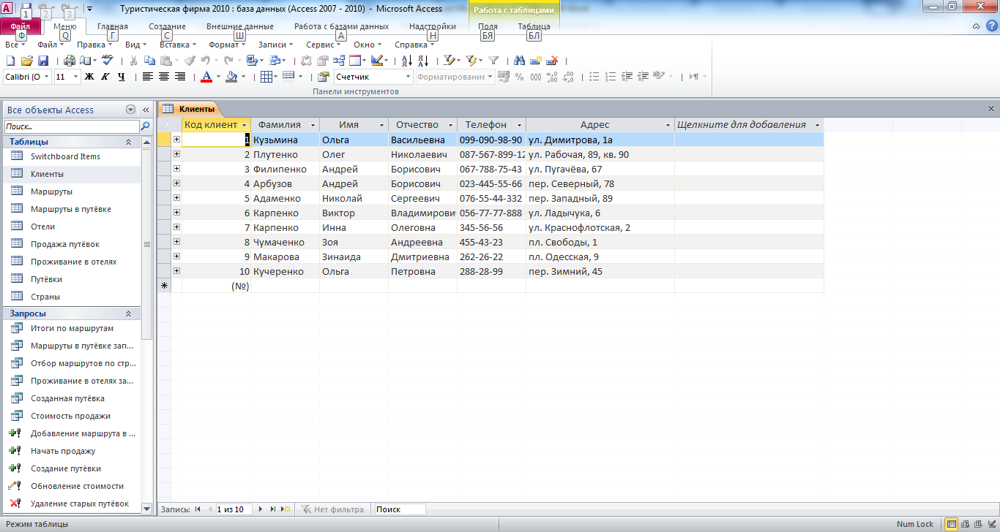 Туристическая фирма 2010 : база данных (Access 2007 - 2010) - Microsoft Access
Работа с таблицами
1 2 3
Файл Меню Главная Создание Внешние данные Работа с базами данных Надстройки Поля Таблица
Ф Q Г С Ш А Н БЯ БЛ
Все Файл Правка Вид Вставка Формат Записи Сервис Окно Справка
Calibri (О 11 Ж К Ч Счетчик Форматирование % 000
Панели инструментов
Все объекты Access
Поиск...
Таблицы
Switchboard Items
Клиенты
Маршруты
Маршруты в путёвке
Отели
Продажа путёвок
Проживание в отелях
Путёвки
Страны
Запросы
Итоги по маршрутам
Маршруты в путёвке зап...
Отбор маршрутов по стр...
Проживание в отелях за...
Созданная путёвка
Стоимость продажи
Добавление маршрута в ...
Начать продажу
Создание путёвки
Обновление стоимости
Удаление старых путёвок
Клиенты
Код клиент Фамилия Имя Отчество Телефон Адрес Щелкните для добавления
1 Кузьмина Ольга Васильевна 099-090-98-90 ул. Димитрова, 1а
2 Плутенко Олег Николаевич 087-567-899-12 ул. Рабочая, 89, кв. 90
3 Филипенко Андрей Борисович 067-788-75-43 ул. Пугачёва, 67
4 Арбузов Андрей Борисович 023-445-55-66 пер. Северный, 78
5 Адаменко Николай Сергеевич 076-55-44-332 пер. Западный, 89
6 Карпенко Виктор Владимирови 056-77-77-888 ул. Ладычука, 6
7 Карпенко Инна Олеговна 345-56-56 ул. Краснофлотская, 2
8 Чумаченко Зоя Андреевна 455-43-23 пл. Свободы, 1
9 Макарова Зинаида Дмитриевна 262-26-22 пл. Одесская, 9
10 Кучеренко Ольга Петровна 288-28-99 пер. Зимний, 45
(№)
Запись: 1 из 10 Нет фильтра Поиск
Режим таблицы Num Lock